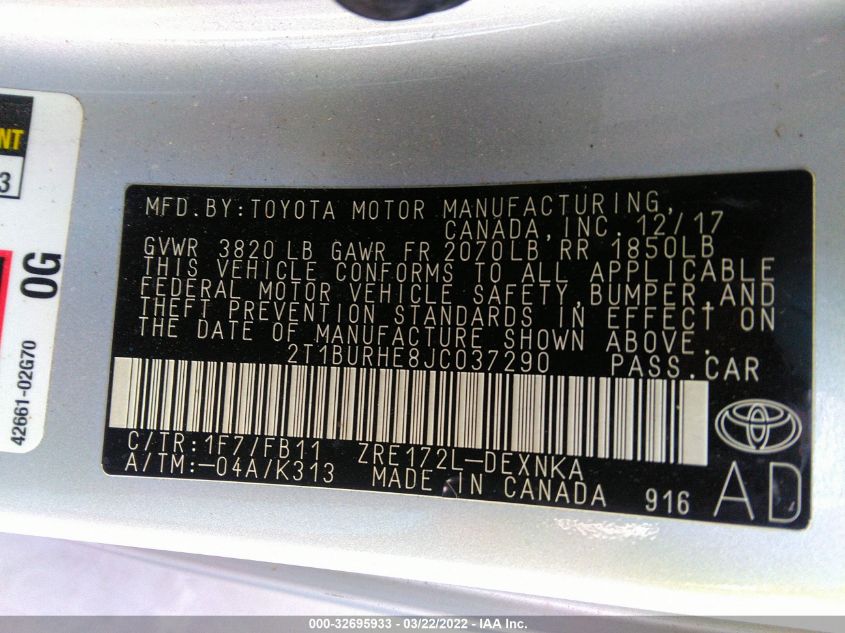 NT
3
0G
42661-02G70
MFD.BY:TOYOTA MOTOR MANUFACTURING,
CANADA,INC. 12/17
GVWR 3820 LB GAWR FR 2070LB RR 1850LB
THIS VEHICLE CONFORMS TO ALL APPLICABLE
FEDERAL MOTOR VEHICLE SAFETY,BUMPER,AND
THEFT PREVENTION STANDARDS IN EFFECT ON
THE DATE OF MANUFACTURE SHOWN ABOVE.
2T1BURHE8JC037290 PASS.CAR
C/TR:1F7/FB11 ZRE172L-DEXNKA
A/TM:-04A/K313 MADE IN CANADA 916
AD
000-32695933 - 03/22/2022 - IAA Inc.